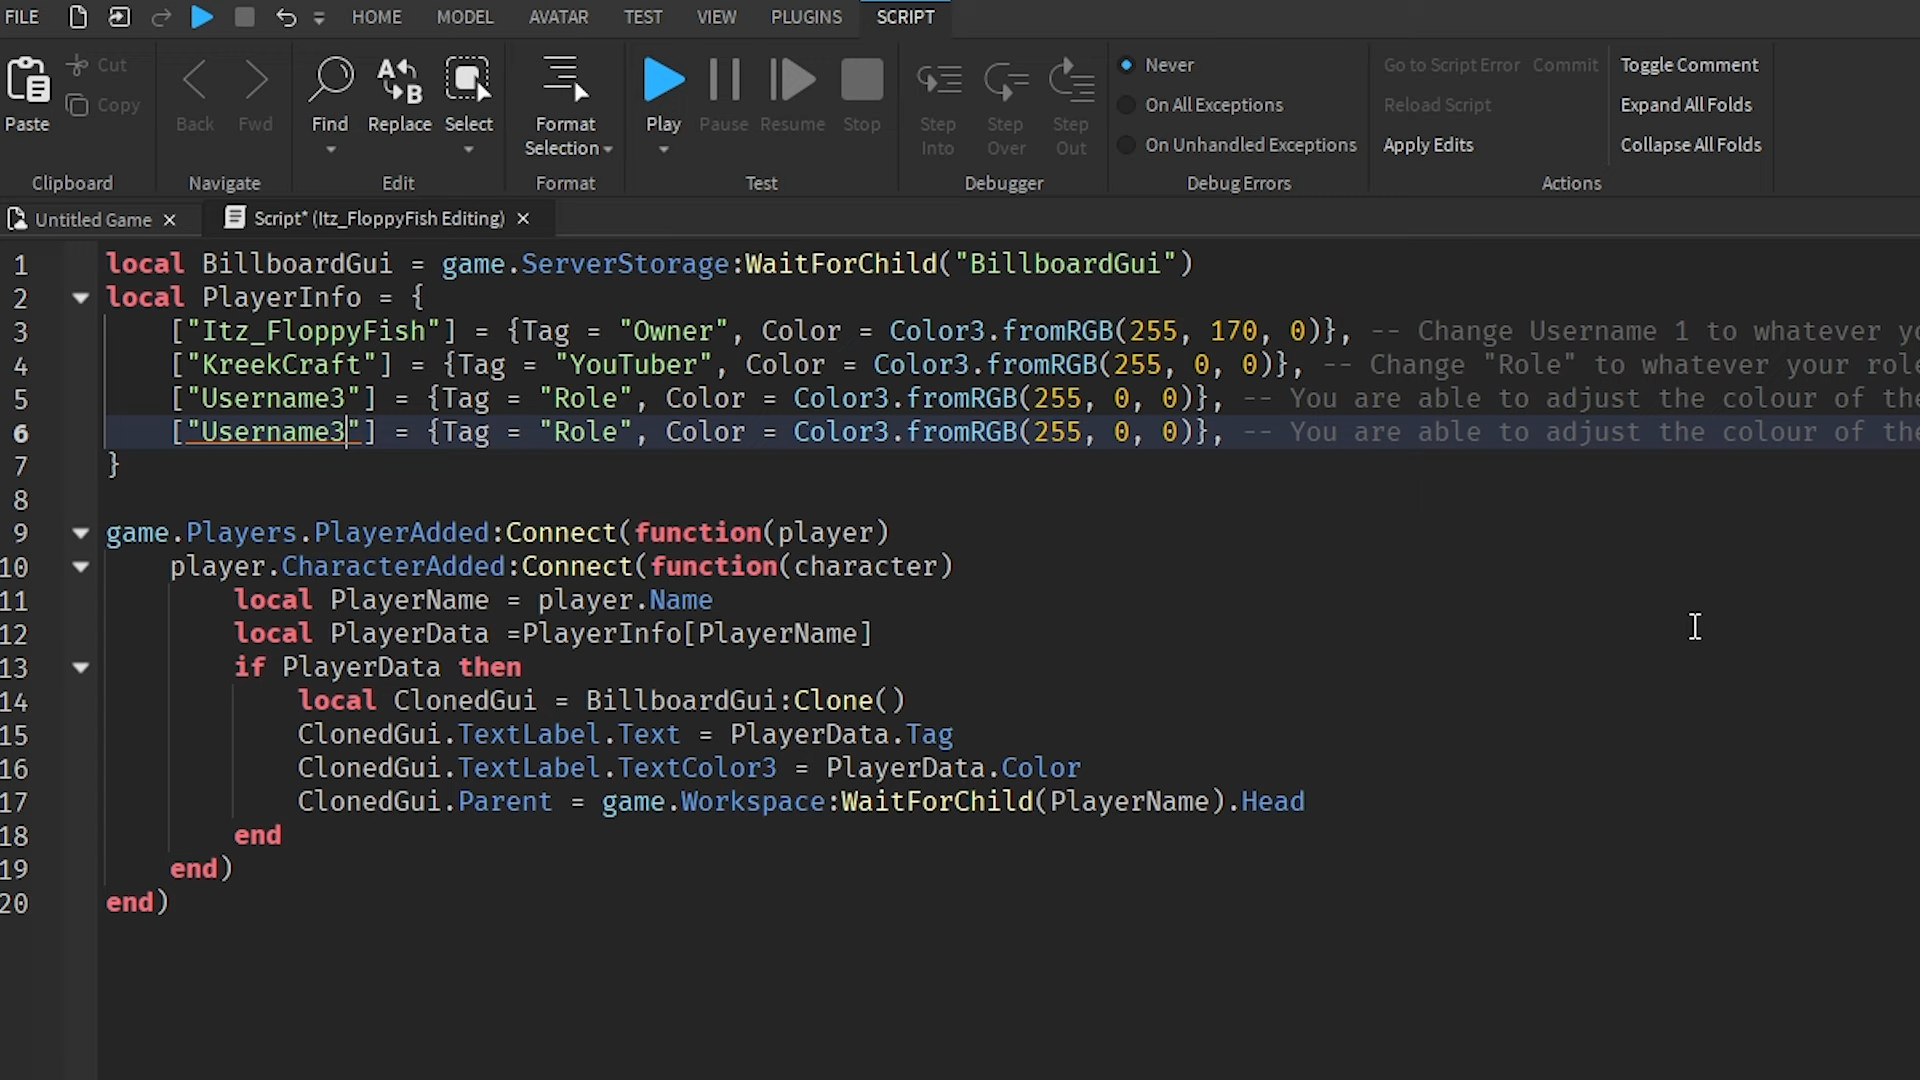 FILE HOME MODEL AVATAR TEST VIEW PLUGINS SCRIPT
Paste
Cut
Copy
Clipboard
Back Fwd
Navigate
Find Replace Select
Edit
Format
Selection
Format
Play Pause Resume Stop
Test
Step
Into
Step
Over
Step
Out
Debugger
Never
On All Exceptions
On Unhandled Exceptions
Debug Errors
Go to Script Error Commit
Reload Script
Apply Edits
Toggle Comment
Expand All Folds
Collapse All Folds
Actions
Untitled Game × Script* (Itz_FloppyFish Editing) ×
1 local BillboardGui = game.ServerStorage:WaitForChild("BillboardGui")
2 local PlayerInfo = {
3 ["Itz_FloppyFish"] = {Tag = "Owner", Color = Color3.fromRGB(255, 170, 0)}, -- Change Username 1 to whatever yo
4 ["KreekCraft"] = {Tag = "YouTuber", Color = Color3.fromRGB(255, 0, 0)}, -- Change "Role" to whatever your role
5 ["Username3"] = {Tag = "Role", Color = Color3.fromRGB(255, 0, 0)}, -- You are able to adjust the colour of the
6 ["Username3"] = {Tag = "Role", Color = Color3.fromRGB(255, 0, 0)}, -- You are able to adjust the colour of the
7 }
8
9 game.Players.PlayerAdded:Connect(function(player)
10 player.CharacterAdded:Connect(function(character)
11 local PlayerName = player.Name
12 local PlayerData =PlayerInfo[PlayerName]
13 if PlayerData then
14 local ClonedGui = BillboardGui:Clone()
15 ClonedGui.TextLabel.Text = PlayerData.Tag
16 ClonedGui.TextLabel.TextColor3 = PlayerData.Color
17 ClonedGui.Parent = game.Workspace:WaitForChild(PlayerName).Head
18 end
19 end)
20 end)